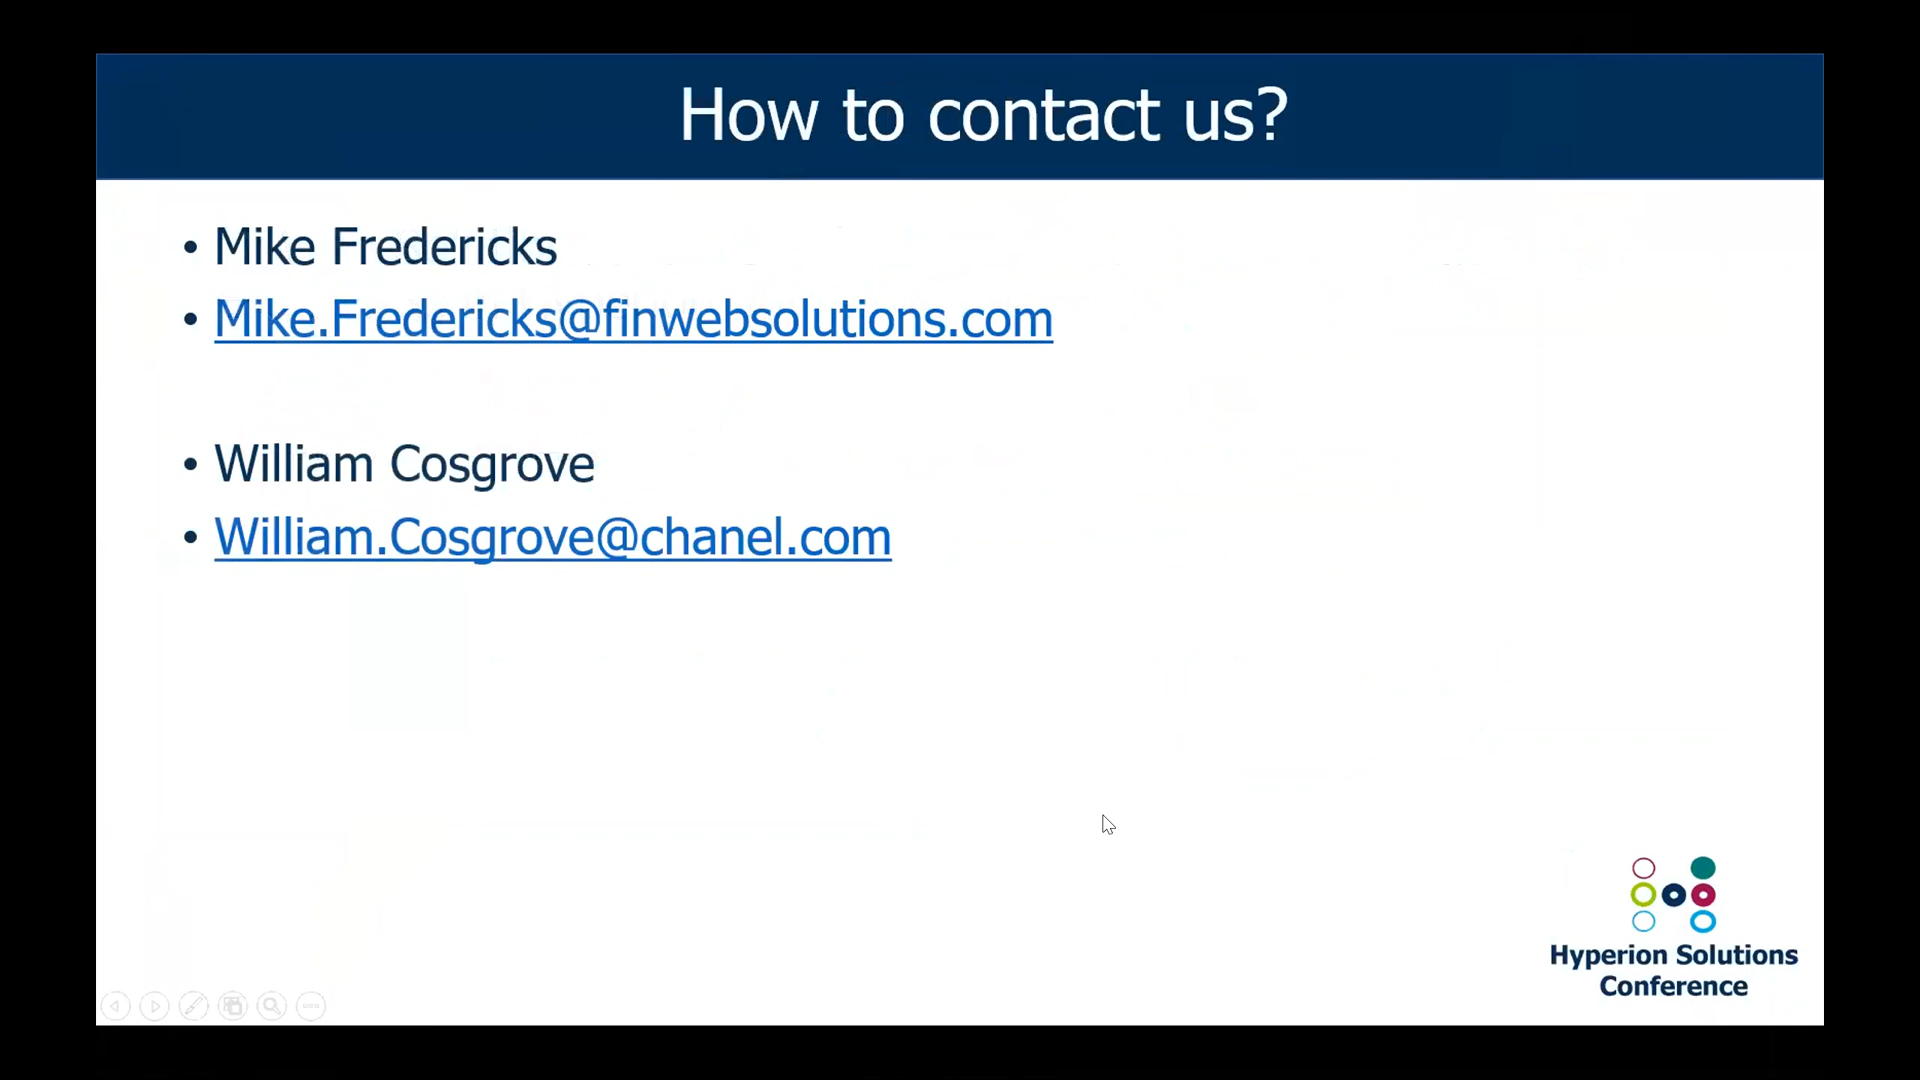 How to contact us?
• Mike Fredericks
• Mike.Fredericks@finwebsolutions.com
• William Cosgrove
• William.Cosgrove@chanel.com
Hyperion Solutions
Conference